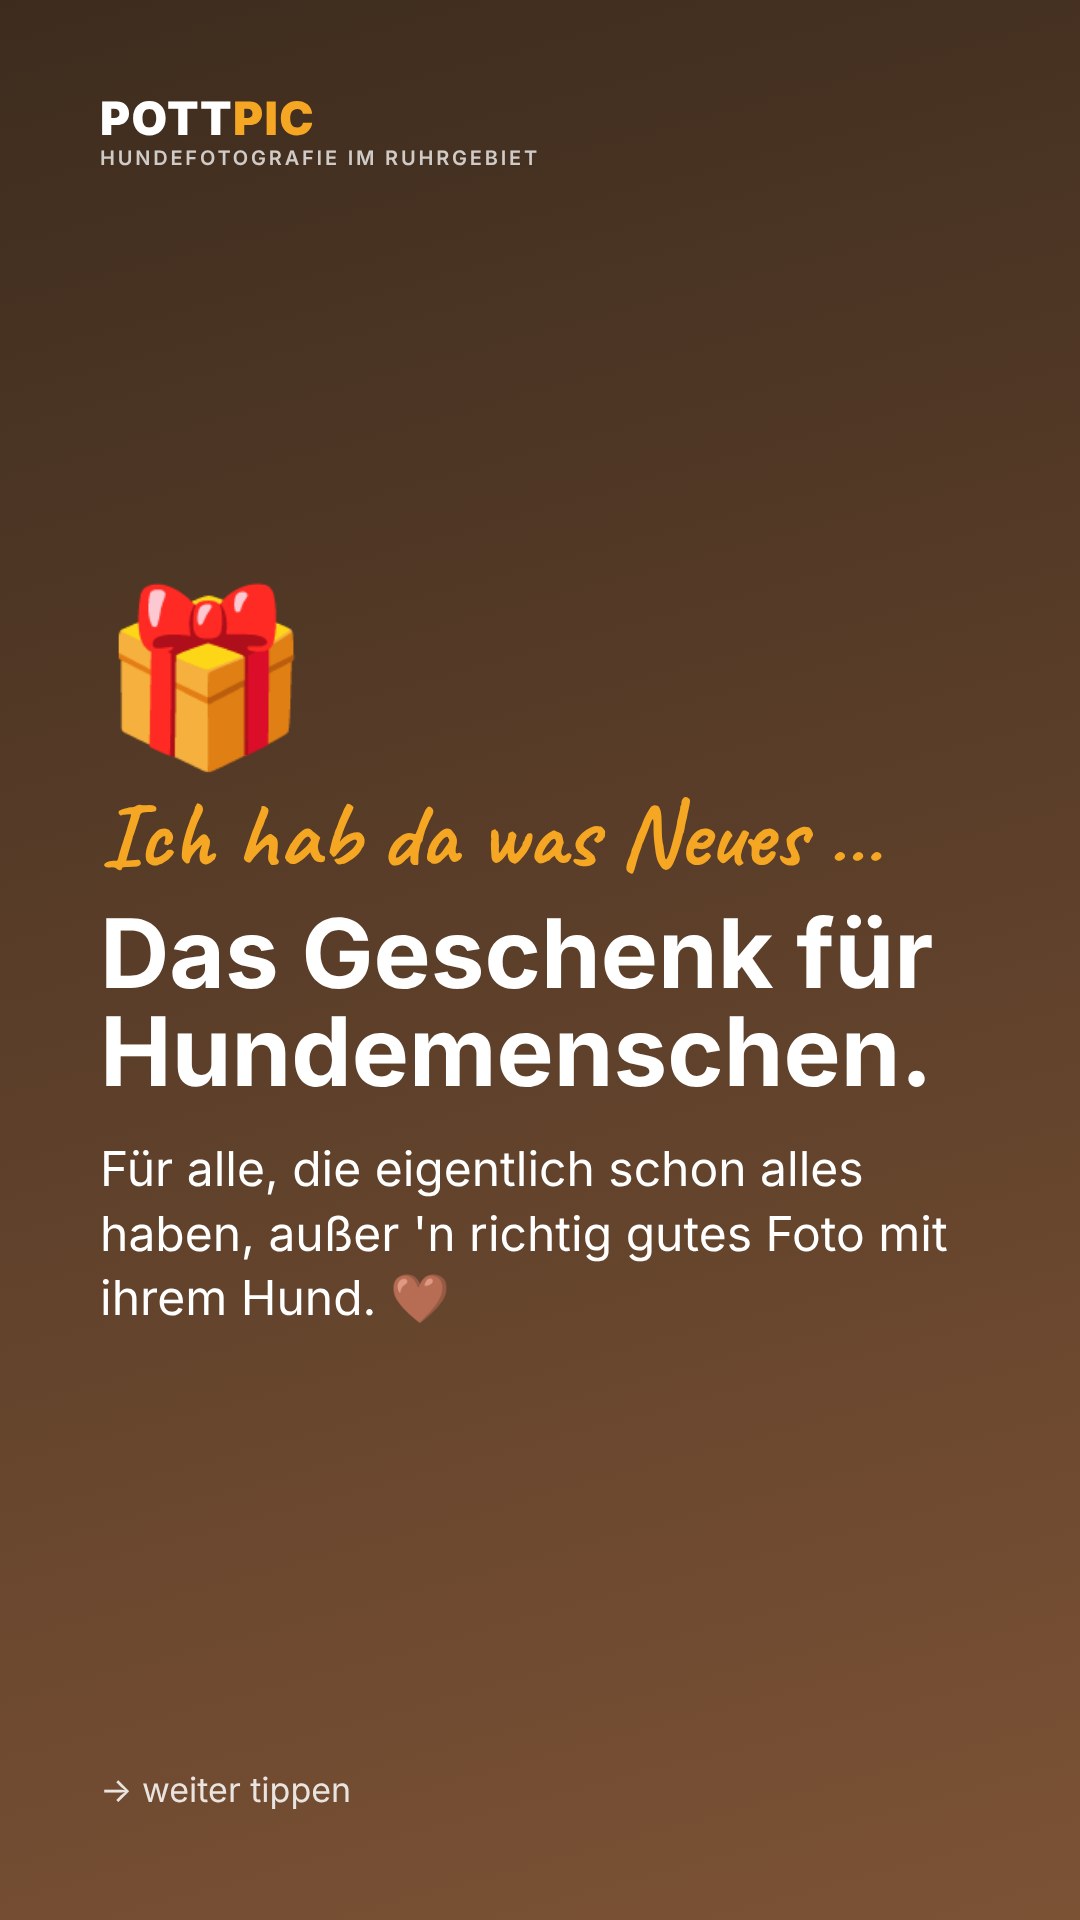 POTTPIC
HUNDEFOTOGRAFIE IM RUHRGEBIET
Ich hab da was Neues ...
Das Geschenk für
Hundemenschen.
Für alle, die eigentlich schon alles
haben, außer 'n richtig gutes Foto mit
ihrem Hund. 🤎
→ weiter tippen